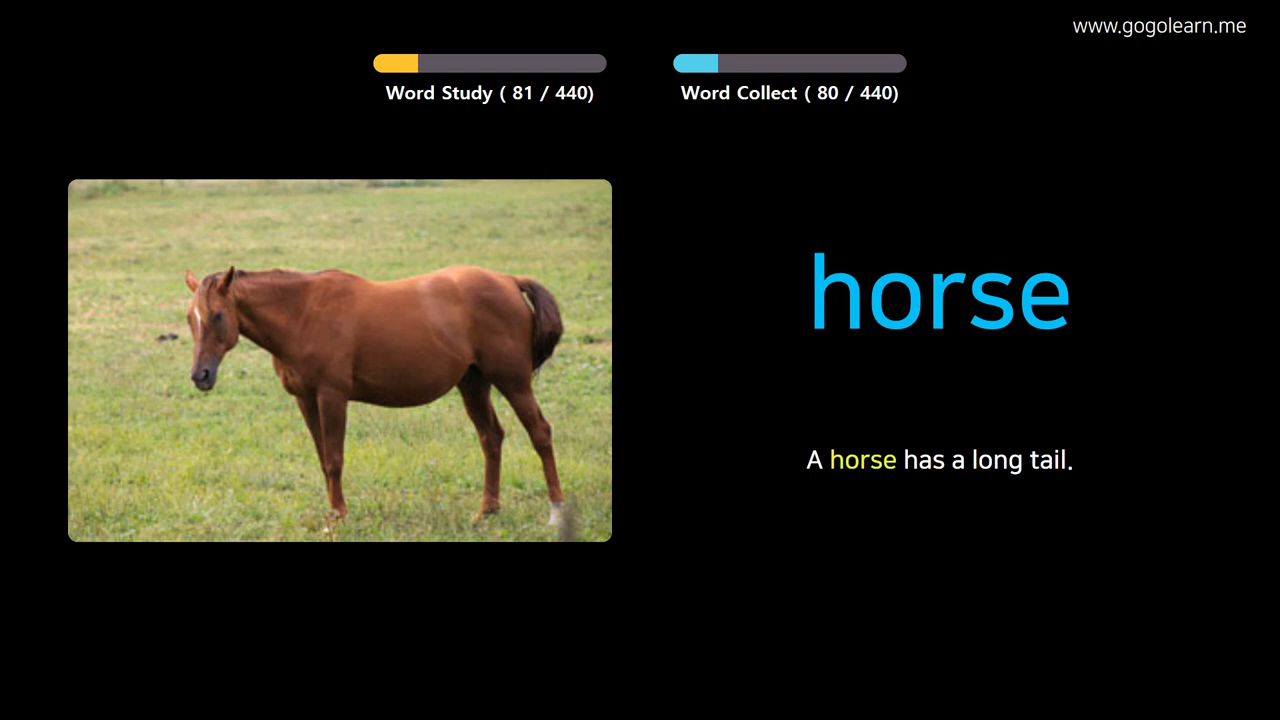 www.gogolearn.me
Word Study ( 81 / 440)
Word Collect ( 80 / 440)
horse
A horse has a long tail.